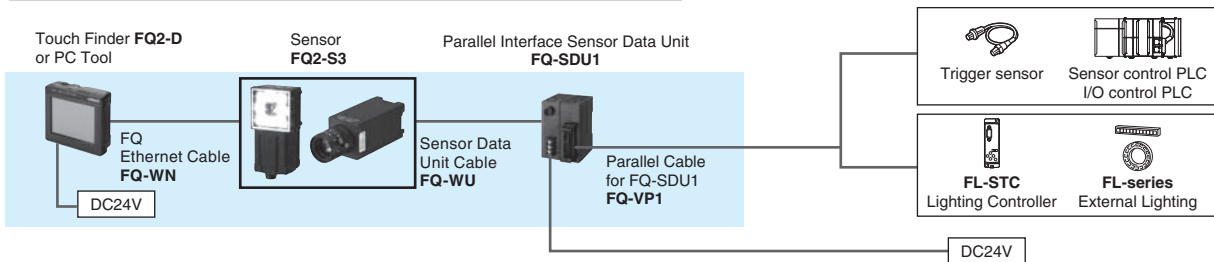 Touch Finder FQ2-D
or PC Tool
Sensor
FQ2-S3
Parallel Interface Sensor Data Unit
FQ-SDU1
FQ
Ethernet Cable
FQ-WN
DC24V
Sensor Data
Unit Cable
FQ-WU
Parallel Cable
for FQ-SDU1
FQ-VP1
Trigger sensor
Sensor control PLC
I/O control PLC
FL-STC
Lighting Controller
FL-series
External Lighting
DC24V